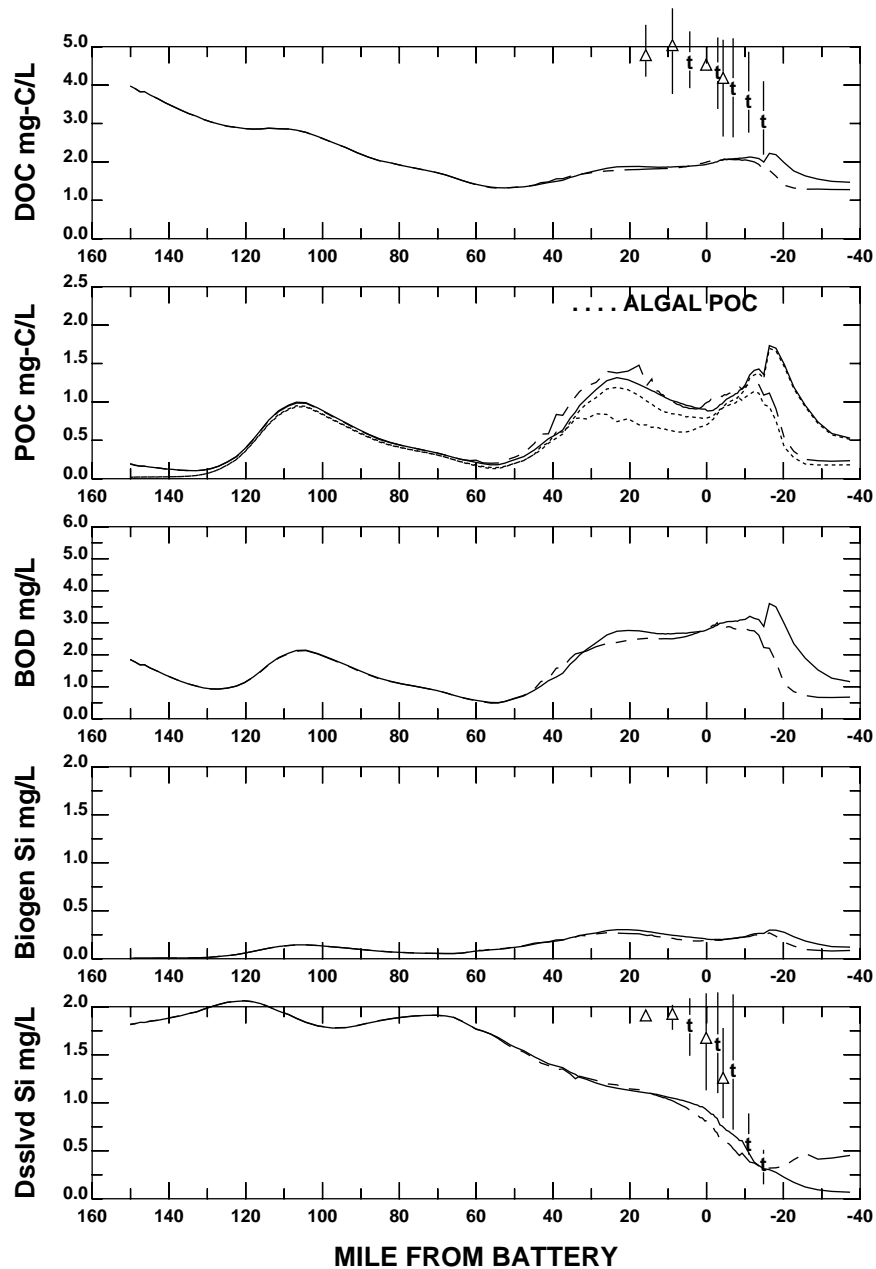 DOC mg-C/L
5.0
4.0
3.0
2.0
1.0
0.0
t
t
t
t
t
160 140 120 100 80 60 40 20 0 -20 -40
POC mg-C/L
2.5
2.0
1.5
1.0
0.5
0.0
. . . . ALGAL POC
160 140 120 100 80 60 40 20 0 -20 -40
BOD mg/L
6.0
5.0
4.0
3.0
2.0
1.0
0.0
160 140 120 100 80 60 40 20 0 -20 -40
Biogen Si mg/L
2.0
1.5
1.0
0.5
0.0
160 140 120 100 80 60 40 20 0 -20 -40
Dsslvd Si mg/L
2.0
1.5
1.0
0.5
0.0
t
t
t
t
t
160 140 120 100 80 60 40 20 0 -20 -40
MILE FROM BATTERY